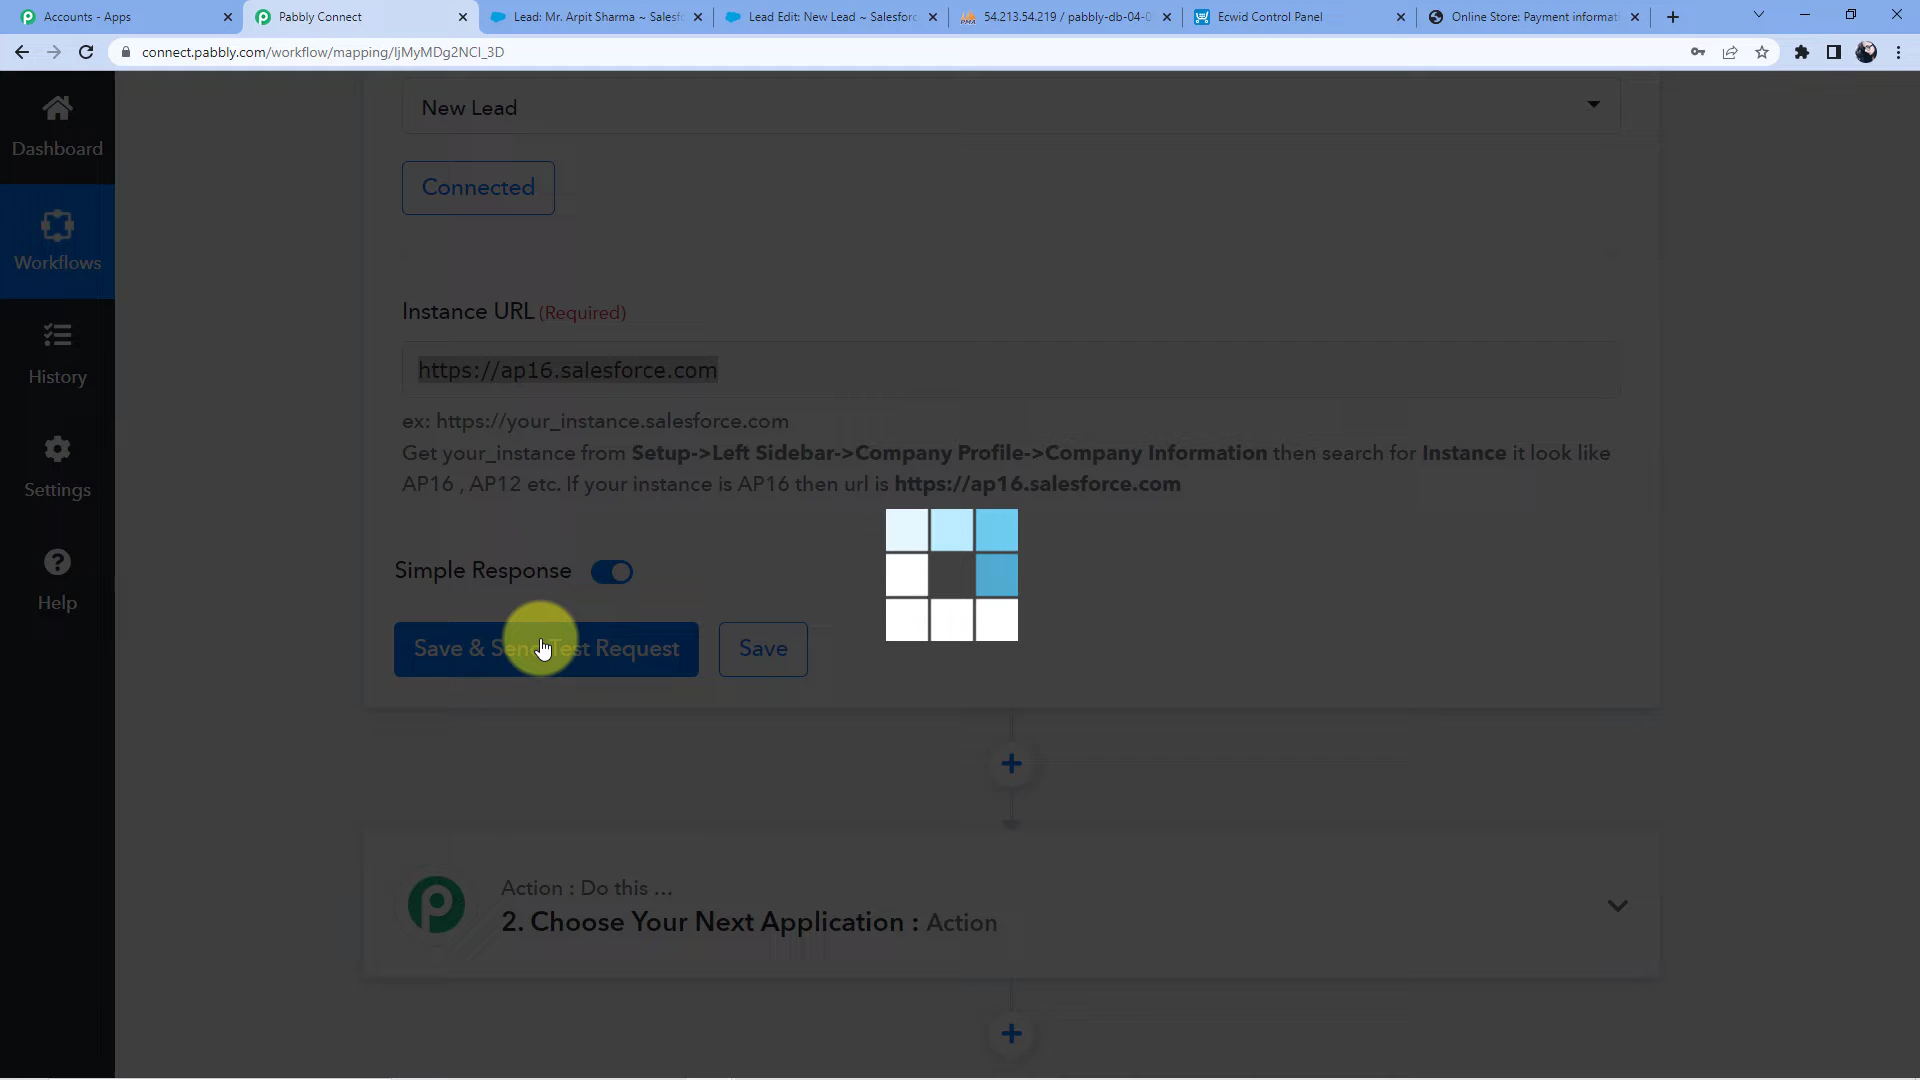 Accounts - Apps
Pabbly Connect
Lead: Mr. Arpit Sharma ~ Salesf
Lead Edit: New Lead ~ Salesforc
54.213.54.219 / pabbly-db-04-0
Ecwid Control Panel
Online Store: Payment informat
connect.pabbly.com/workflow/mapping/IjMyMDg2NCI_3D
Dashboard
Workflows
History
Settings
Help
New Lead
Connected
Instance URL (Required)
https://ap16.salesforce.com
ex: https://your_instance.salesforce.com
Get your_instance from Setup->Left Sidebar->Company Profile->Company Information then search for Instance it look like
AP16 , AP12 etc. If your instance is AP16 then url is https://ap16.salesforce.com
Simple Response
Save & Send Test Request
Save
Action : Do this ...
2. Choose Your Next Application : Action